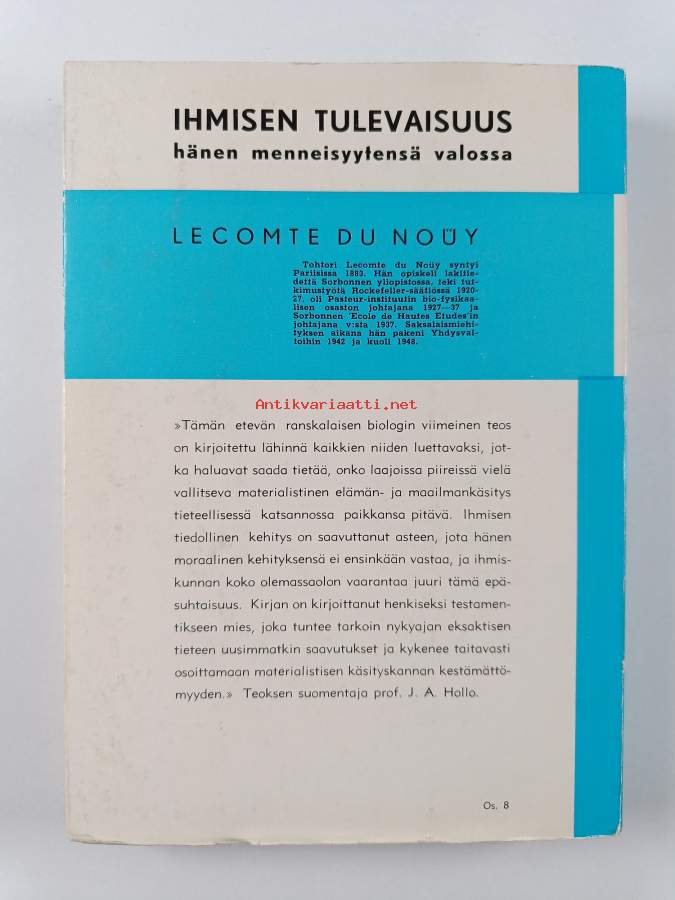 IHMISEN TULEVAISUUS
hänen menneisyytensä valossa
LECOMTE DU NOÜY
Tohtori Lecomte du Noüy syntyi
Pariisissa 1883. Hän opiskeli lakitie-
dettä Sorbonnen yliopistossa, teki tut-
kimustyötä Rockefeller-säätiössä 1920-
27, oli Pasteur-instituutin bio-fysikaa-
lisen osaston johtajana 1927—37 ja
Sorbonnen 'Ecole de Hautes Etudes'in
johtajana v:sta 1937. Saksalaismiehi-
tyksen aikana hän pakeni Yhdysval-
toihin 1942 ja kuoli 1948.
Antikvariaatti.net
»Tämän etevän ranskalaisen biologin viimeinen teos
on kirjoitettu lähinnä kaikkien niiden luettavaksi, jot-
ka haluavat saada tietää, onko laajoissa piireissä vielä
vallitseva materialistinen elämän- ja maailmankäsitys
tieteellisessä katsannossa paikkansa pitävä. Ihmisen
tiedollinen kehitys on saavuttanut asteen, jota hänen
moraalinen kehityksensä ei ensinkään vastaa, ja ihmis-
kunnan koko olemassaolon vaarantaa juuri tämä epä-
suhtaisuus. Kirjan on kirjoittanut henkiseksi testamen-
tikseen mies, joka tuntee tarkoin nykyajan eksaktisen
tieteen uusimmatkin saavutukset ja kykenee taitavasti
osoittamaan materialistisen käsityskannan kestämättö-
myyden.» Teoksen suomentaja prof. J. A. Hollo.
Os. 8